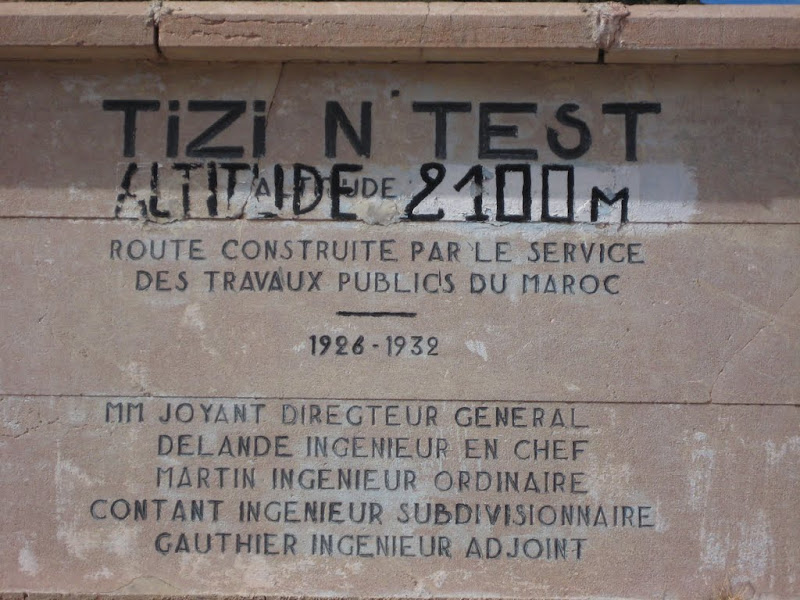 TiZi N' TEST
ALTITUDE 2100 M
ROUTE CONSTRUITE PAR LE SERVICE
DES TRAVAUX PUBLICS DU MAROC
1926 - 1932
MM JOYANT DIREGTEUR GENERAL
DELANDE INGENIEUR EN CHEF
MARTIN INGENIEUR ORDINAIRE
CONTANT INGENIEUR SUBDIVISIONNAIRE
GAUTHIER INGENIEUR ADJOINT